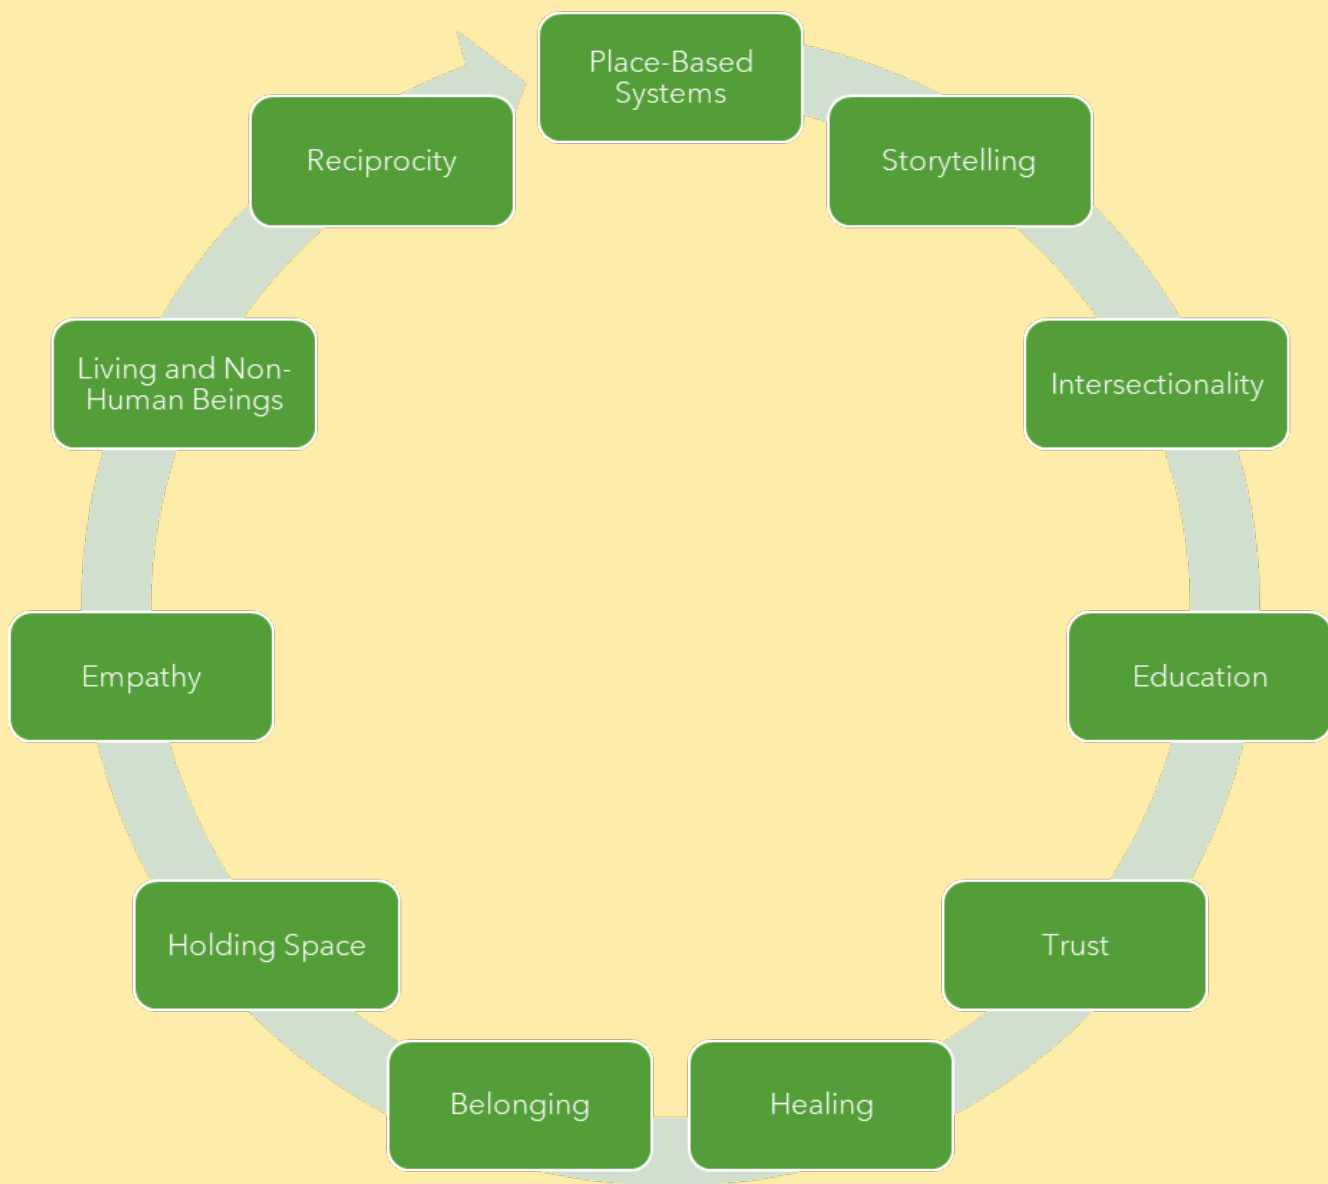 Place-Based
Systems
Storytelling
Intersectionality
Education
Trust
Healing
Belonging
Holding Space
Empathy
Living and Non-
Human Beings
Reciprocity